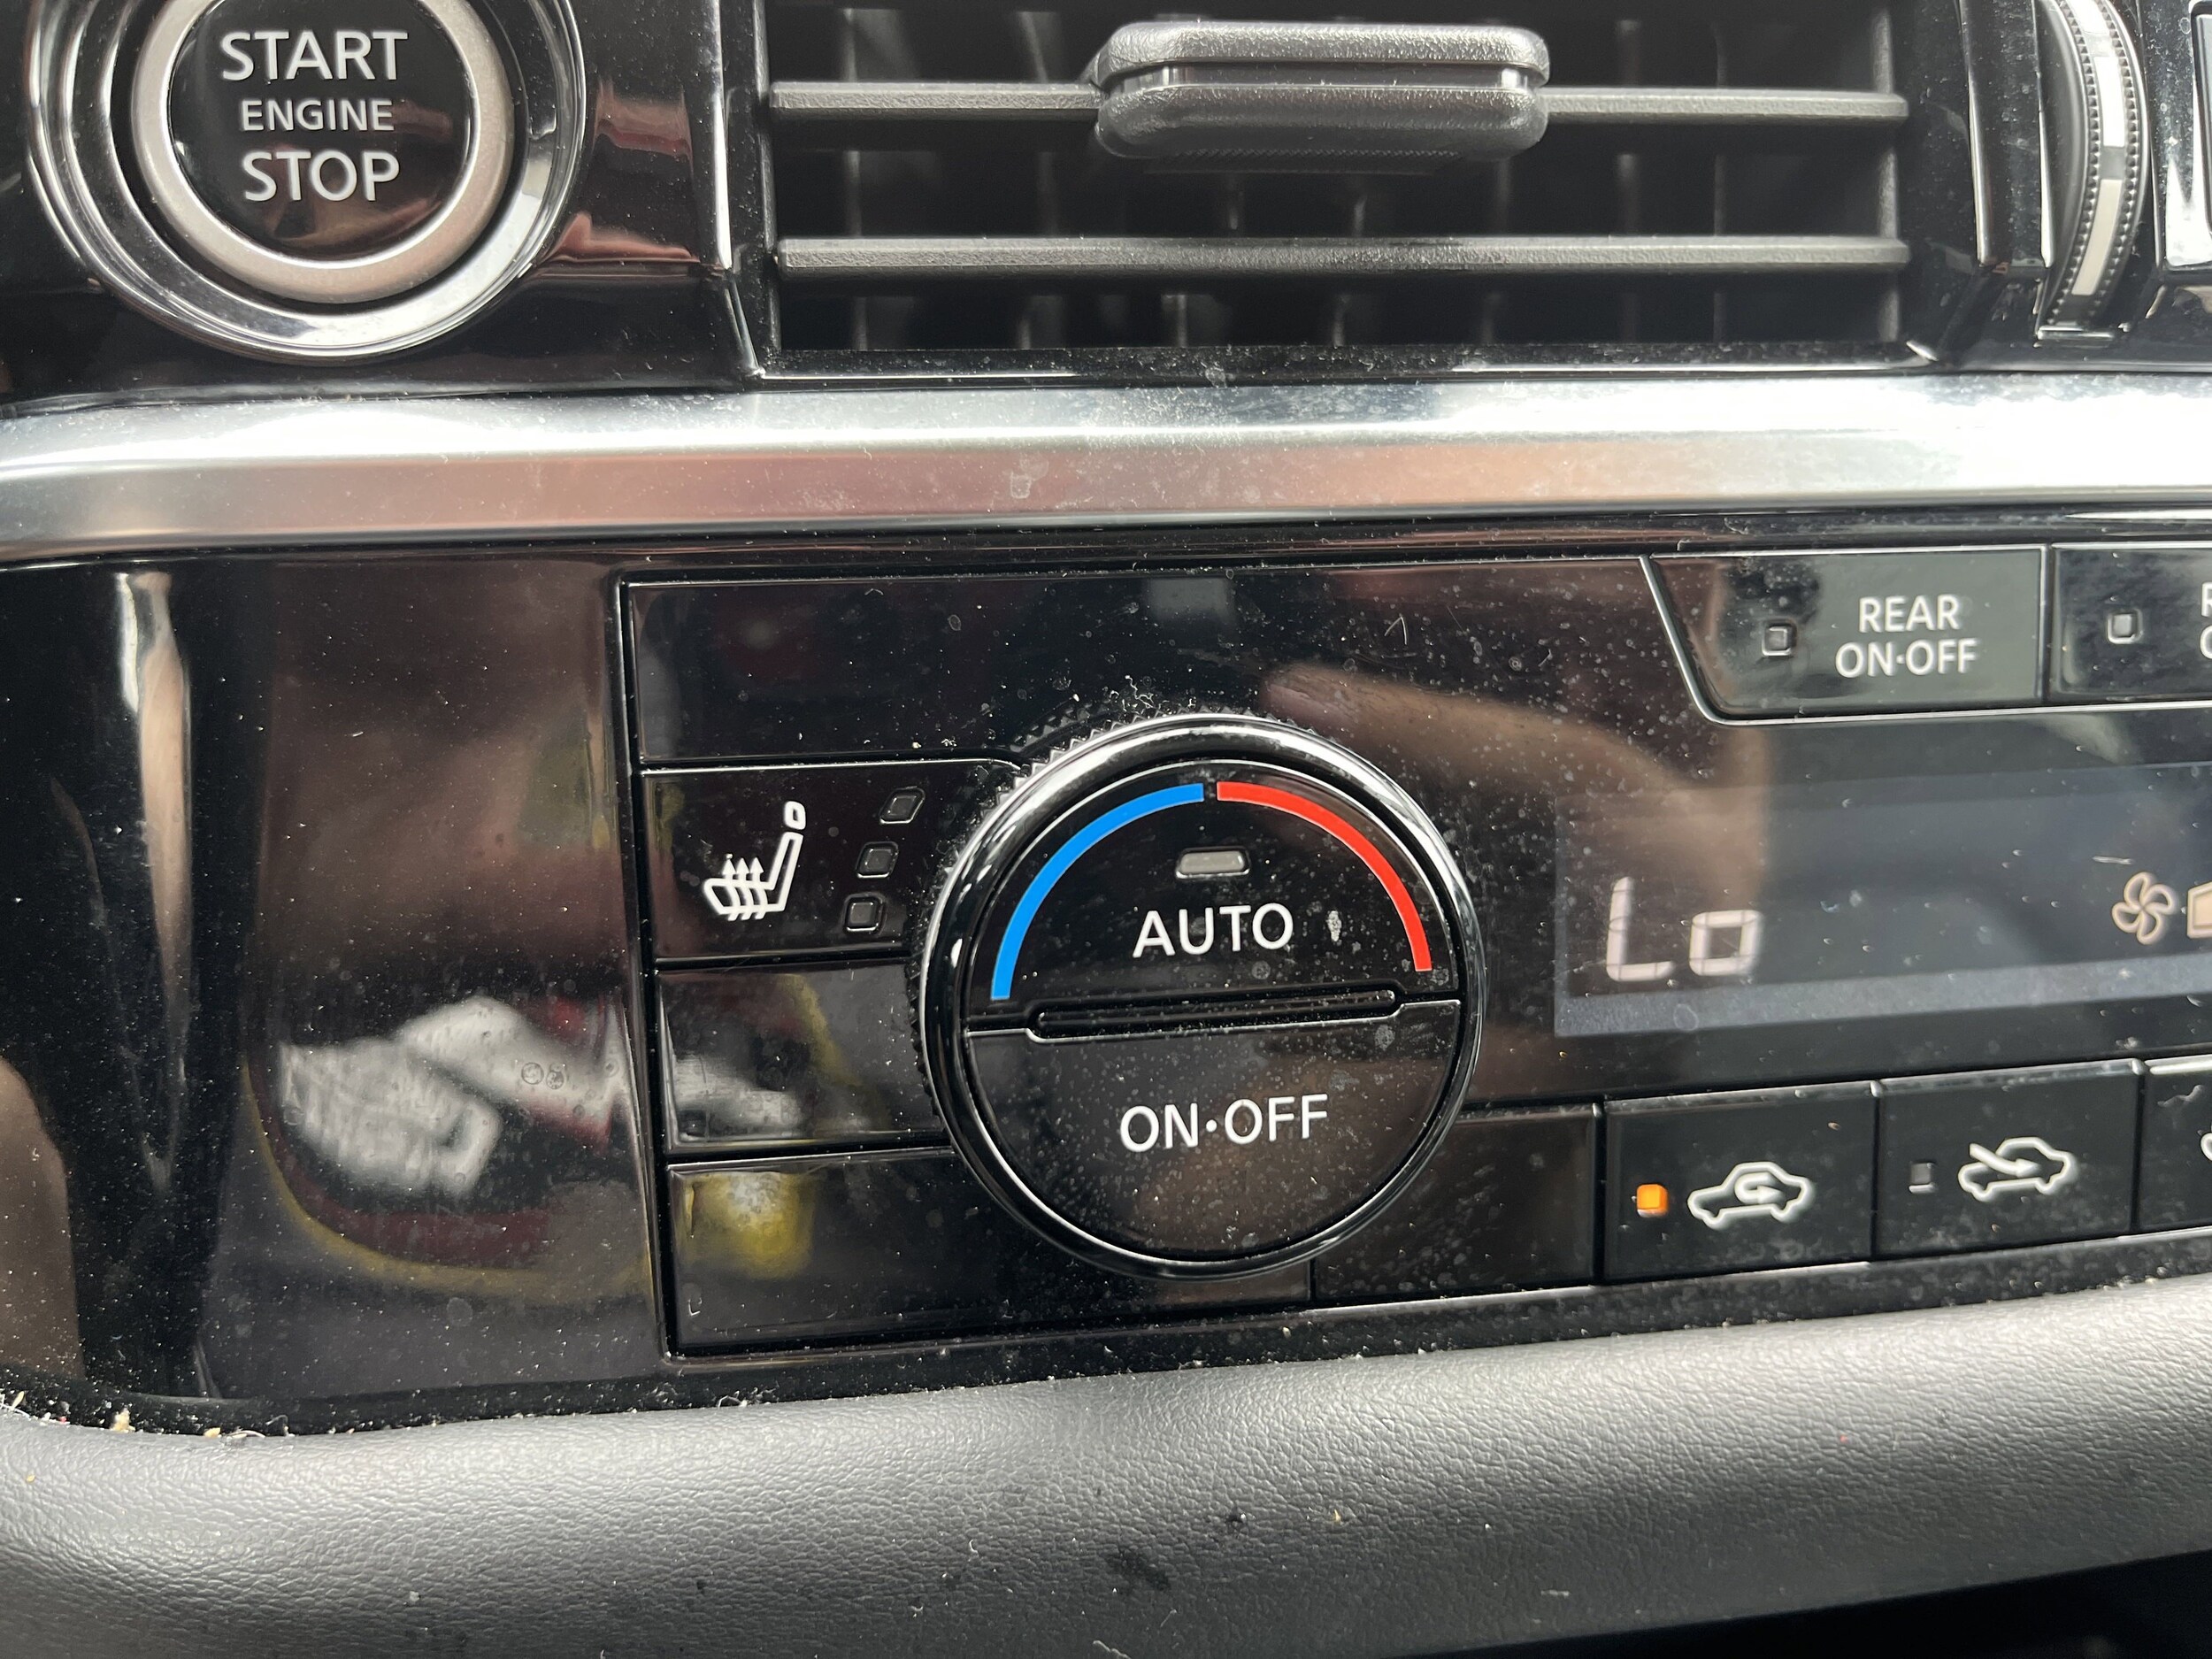 START
ENGINE
STOP
REAR
ON·OFF
AUTO
Lo
ON·OFF